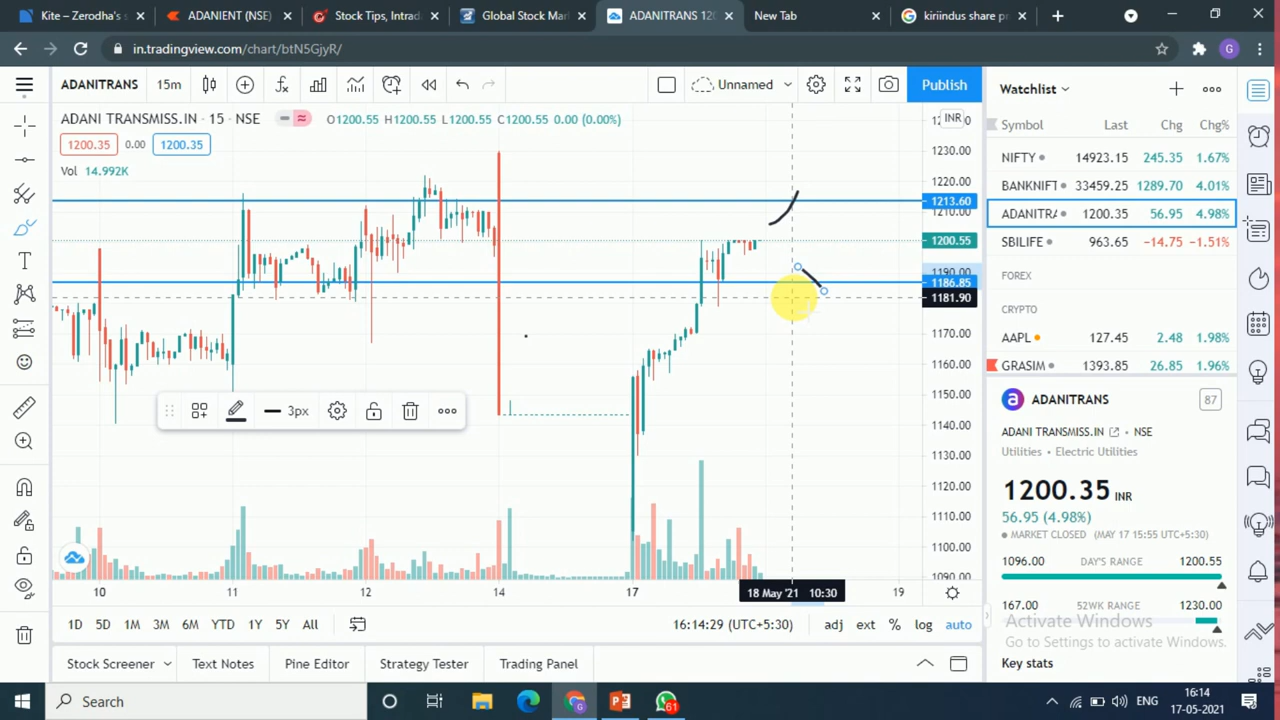 Kite – Zerodha's
ADANIENT (NSE)
Stock Tips, Intrad
Global Stock Mar
ADANITRANS 120
New Tab
kiriindus share p
in.tradingview.com/chart/btN5GjyR/
G
ADANITRANS
15m
Unnamed
Publish
Watchlist
ADANI TRANSMISS.IN · 15 · NSE
O1200.55 H1200.55 L1200.55 C1200.55 0.00 (0.00%)
INR
1200.35
0.00
1200.35
Vol 14.992K
1230.00
1220.00
1213.60
1210.00
1200.55
1190.00
1186.85
1181.90
1170.00
1160.00
1150.00
1140.00
1130.00
1120.00
1110.00
1100.00
1090.00
3px
10
11
12
14
17
18 May '21 10:30
19
1D
5D
1M
3M
6M
YTD
1Y
5Y
All
16:14:29 (UTC+5:30)
adj
ext
%
log
auto
Stock Screener
Text Notes
Pine Editor
Strategy Tester
Trading Panel
Symbol Last Chg Chg%
NIFTY 14923.15 245.35 1.67%
BANKNIFT 33459.25 1289.70 4.01%
ADANITRA 1200.35 56.95 4.98%
SBILIFE 963.65 −14.75 −1.51%
FOREX
CRYPTO
AAPL 127.45 2.48 1.98%
GRASIM 1393.85 26.85 1.96%
a
ADANITRANS
87
ADANI TRANSMISS.IN • NSE
Utilities • Electric Utilities
1200.35 INR
56.95 (4.98%)
MARKET CLOSED (MAY 17 15:55 UTC+5:30)
1096.00 DAY'S RANGE 1200.55
167.00 52WK RANGE 1230.00
Activate Windows
Go to Settings to activate Windows.
Key stats
Search
61
ENG
16:14
17-05-2021